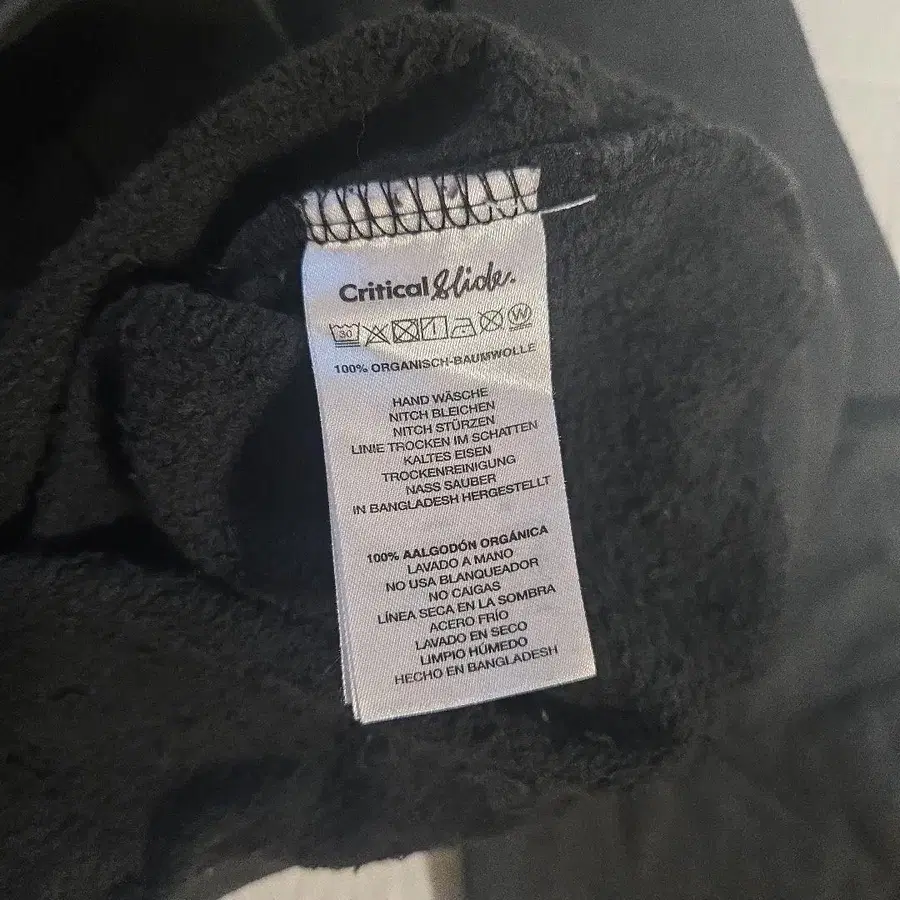 Critical Slide.
30 W
100% ORGANISCH-BAUMWOLLE
HAND WÄSCHE
NITCH BLEICHEN
NITCH STÜRZEN
LINIE TROCKEN IM SCHATTEN
KALTES EISEN
TROCKENREINIGUNG
NASS SAUBER
IN BANGLADESH HERGESTELLT
100% AALGODÓN ORGÁNICA
LAVADO A MANO
NO USA BLANQUEADOR
NO CAIGAS
LÍNEA SECA EN LA SOMBRA
ACERO FRÍO
LAVADO EN SECO
LIMPIO HÚMEDO
HECHO EN BANGLADESH